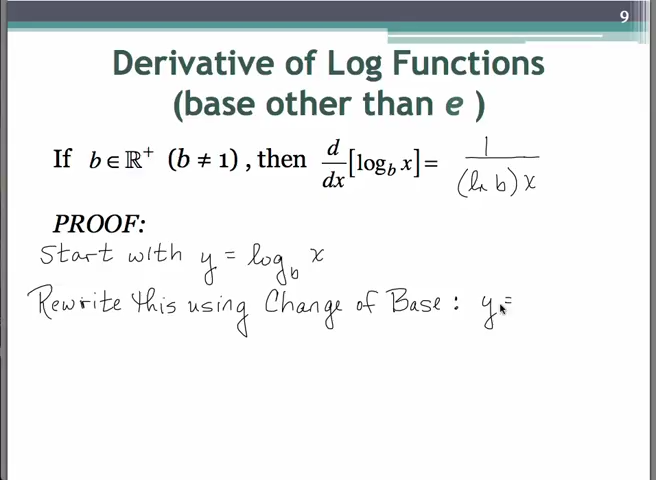 9
Derivative of Log Functions
(base other than e )
If b ∈ ℝ⁺ (b ≠ 1), then d/dx [log_b x] = 1/((ln b) x)
PROOF:
Start with y = log_b x
Rewrite this using Change of Base : y =